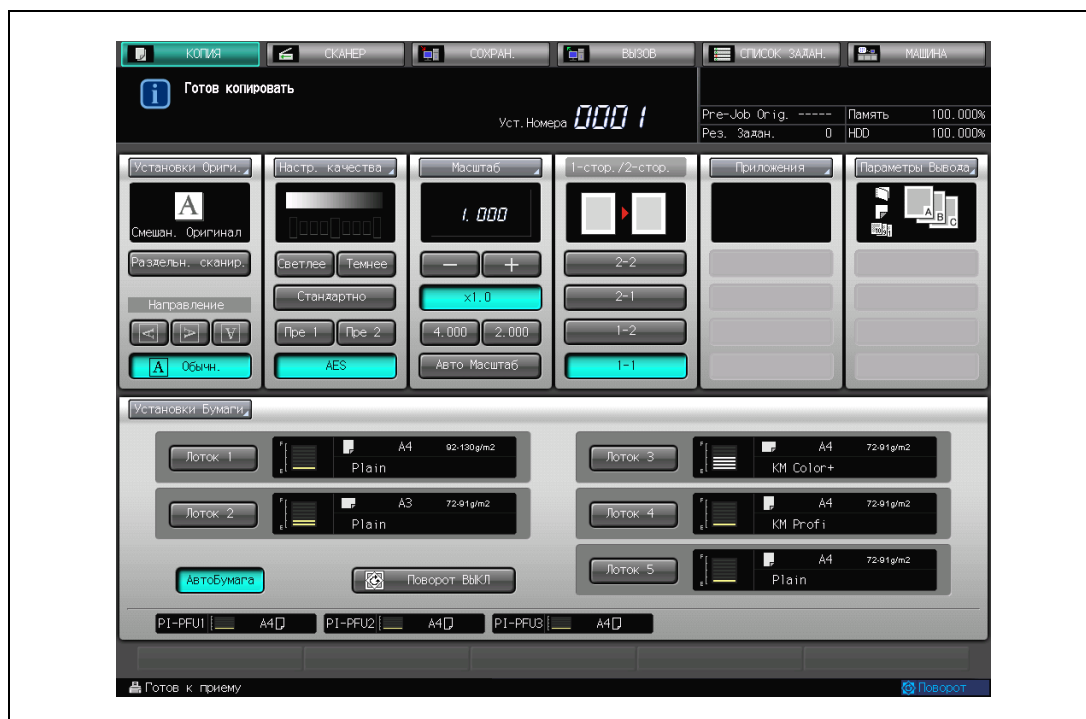 КОПИЯ СКАНЕР СОХРАН. ВЫЗОВ СПИСОК ЗАДАН. МАШИНА
Готов копировать
Уст.Номера 0001
Pre-Job Orig. ----- Память 100.000%
Рез. Задан. 0 HDD 100.000%
Установки Ориги. Настр. качества Масштаб 1-стор./2-стор. Приложения Параметры Вывода
A
1.000
A B C
Смешан. Оригинал
Раздельн. сканир. Светлее Темнее − + 2-2
Направление Стандартно x1.0 2-1
A A A Пре 1 Пре 2 4.000 2.000 1-2
A Обычн. AES Авто Масштаб 1-1
Установки Бумаги
Лоток 1 F E A4 92-130g/m2
Plain
Лоток 2 F E A3 72-91g/m2
Plain
Лоток 3 F E A4 72-91g/m2
KM Color+
Лоток 4 F E A4 72-91g/m2
KM Profi
Лоток 5 F E A4 72-91g/m2
Plain
АвтоБумага Поворот ВЫКЛ
PI-PFU1 A4 PI-PFU2 A4 PI-PFU3 A4
Готов к приему Поворот